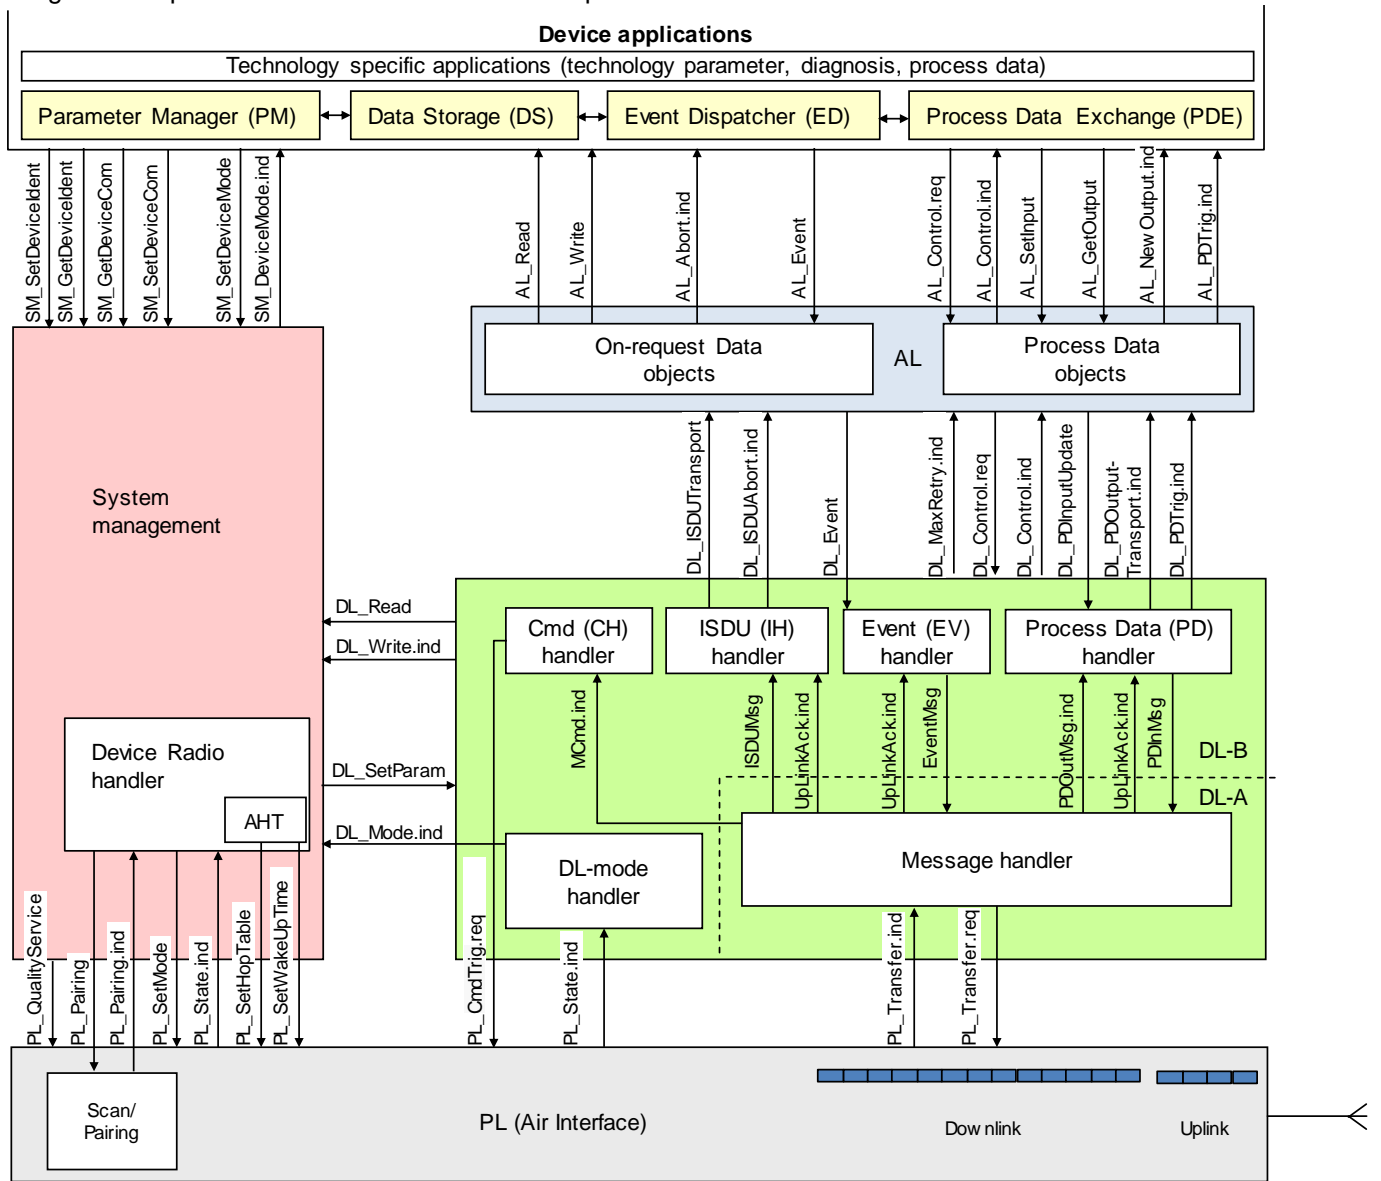 Device applications
Technology specific applications (technology parameter, diagnosis, process data)
Parameter Manager (PM)
Data Storage (DS)
Event Dispatcher (ED)
Process Data Exchange (PDE)
SM_SetDeviceIdent
SM_GetDeviceIdent
SM_GetDeviceCom
SM_SetDeviceCom
SM_SetDeviceMode
SM_DeviceMode.ind
AL_Read
AL_Write
AL_Abort.ind
AL_Event
AL_Control.req
AL_Control.ind
AL_SetInput
AL_GetOutput
AL_NewOutput.ind
AL_PDTrig.ind
On-request Data
objects
AL
Process Data
objects
System
management
DL_ISDUTransport
DL_ISDUAbort.ind
DL_Event
DL_MaxRetry.ind
DL_Control.req
DL_Control.ind
DL_PDInputUpdate
DL_PDOutput-
Transport.ind
DL_PDTrig.ind
DL_Read
DL_Write.ind
Cmd (CH)
handler
ISDU (IH)
handler
Event (EV)
handler
Process Data (PD)
handler
MCmd.ind
ISDUMsg
UpLinkAck.ind
UpLinkAck.ind
EventMsg
PDOutMsg.ind
UpLinkAck.ind
PDInMsg
DL-B
DL-A
Device Radio
handler
AHT
DL_SetParam
DL_Mode.ind
DL-mode
handler
Message handler
PL_QualityService
PL_Pairing
PL_Pairing.ind
PL_SetMode
PL_State.ind
PL_SetHopTable
PL_SetWakeUpTime
PL_CmdTrig.req
PL_State.ind
PL_Transfer.ind
PL_Transfer.req
Scan/
Pairing
PL (Air Interface)
Downlink
Uplink